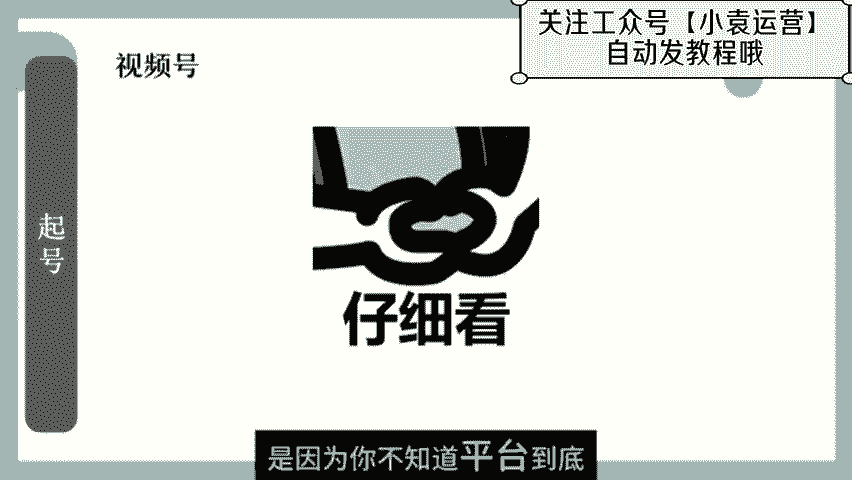 关注工众号【小袁运营】
自动发教程哦
视频号
起号
仔细看
是因为你不知道平台到底